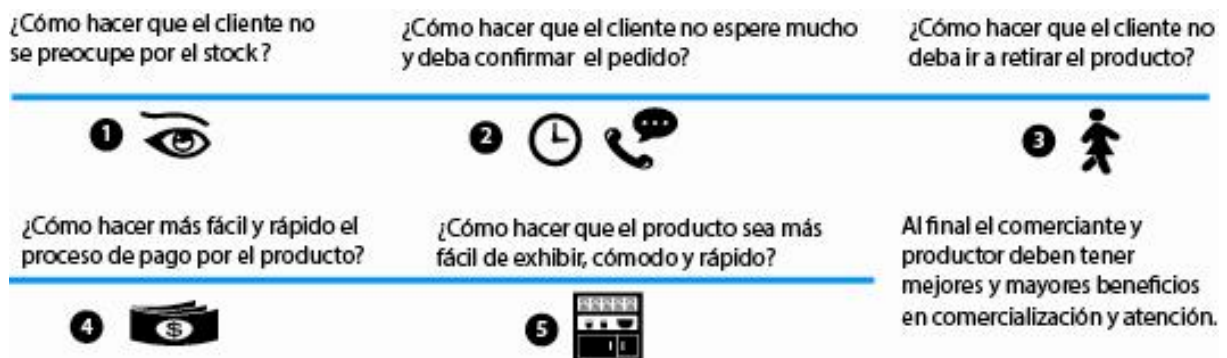 ¿Cómo hacer que el cliente no
se preocupe por el stock?
¿Cómo hacer que el cliente no espere mucho
y deba confirmar el pedido?
¿Cómo hacer que el cliente no
deba ir a retirar el producto?
1
2
3
¿Cómo hacer más fácil y rápido el
proceso de pago por el producto?
¿Cómo hacer que el producto sea más
fácil de exhibir, cómodo y rápido?
Al final el comerciante y
productor deben tener
mejores y mayores beneficios
en comercialización y atención.
4
$
5